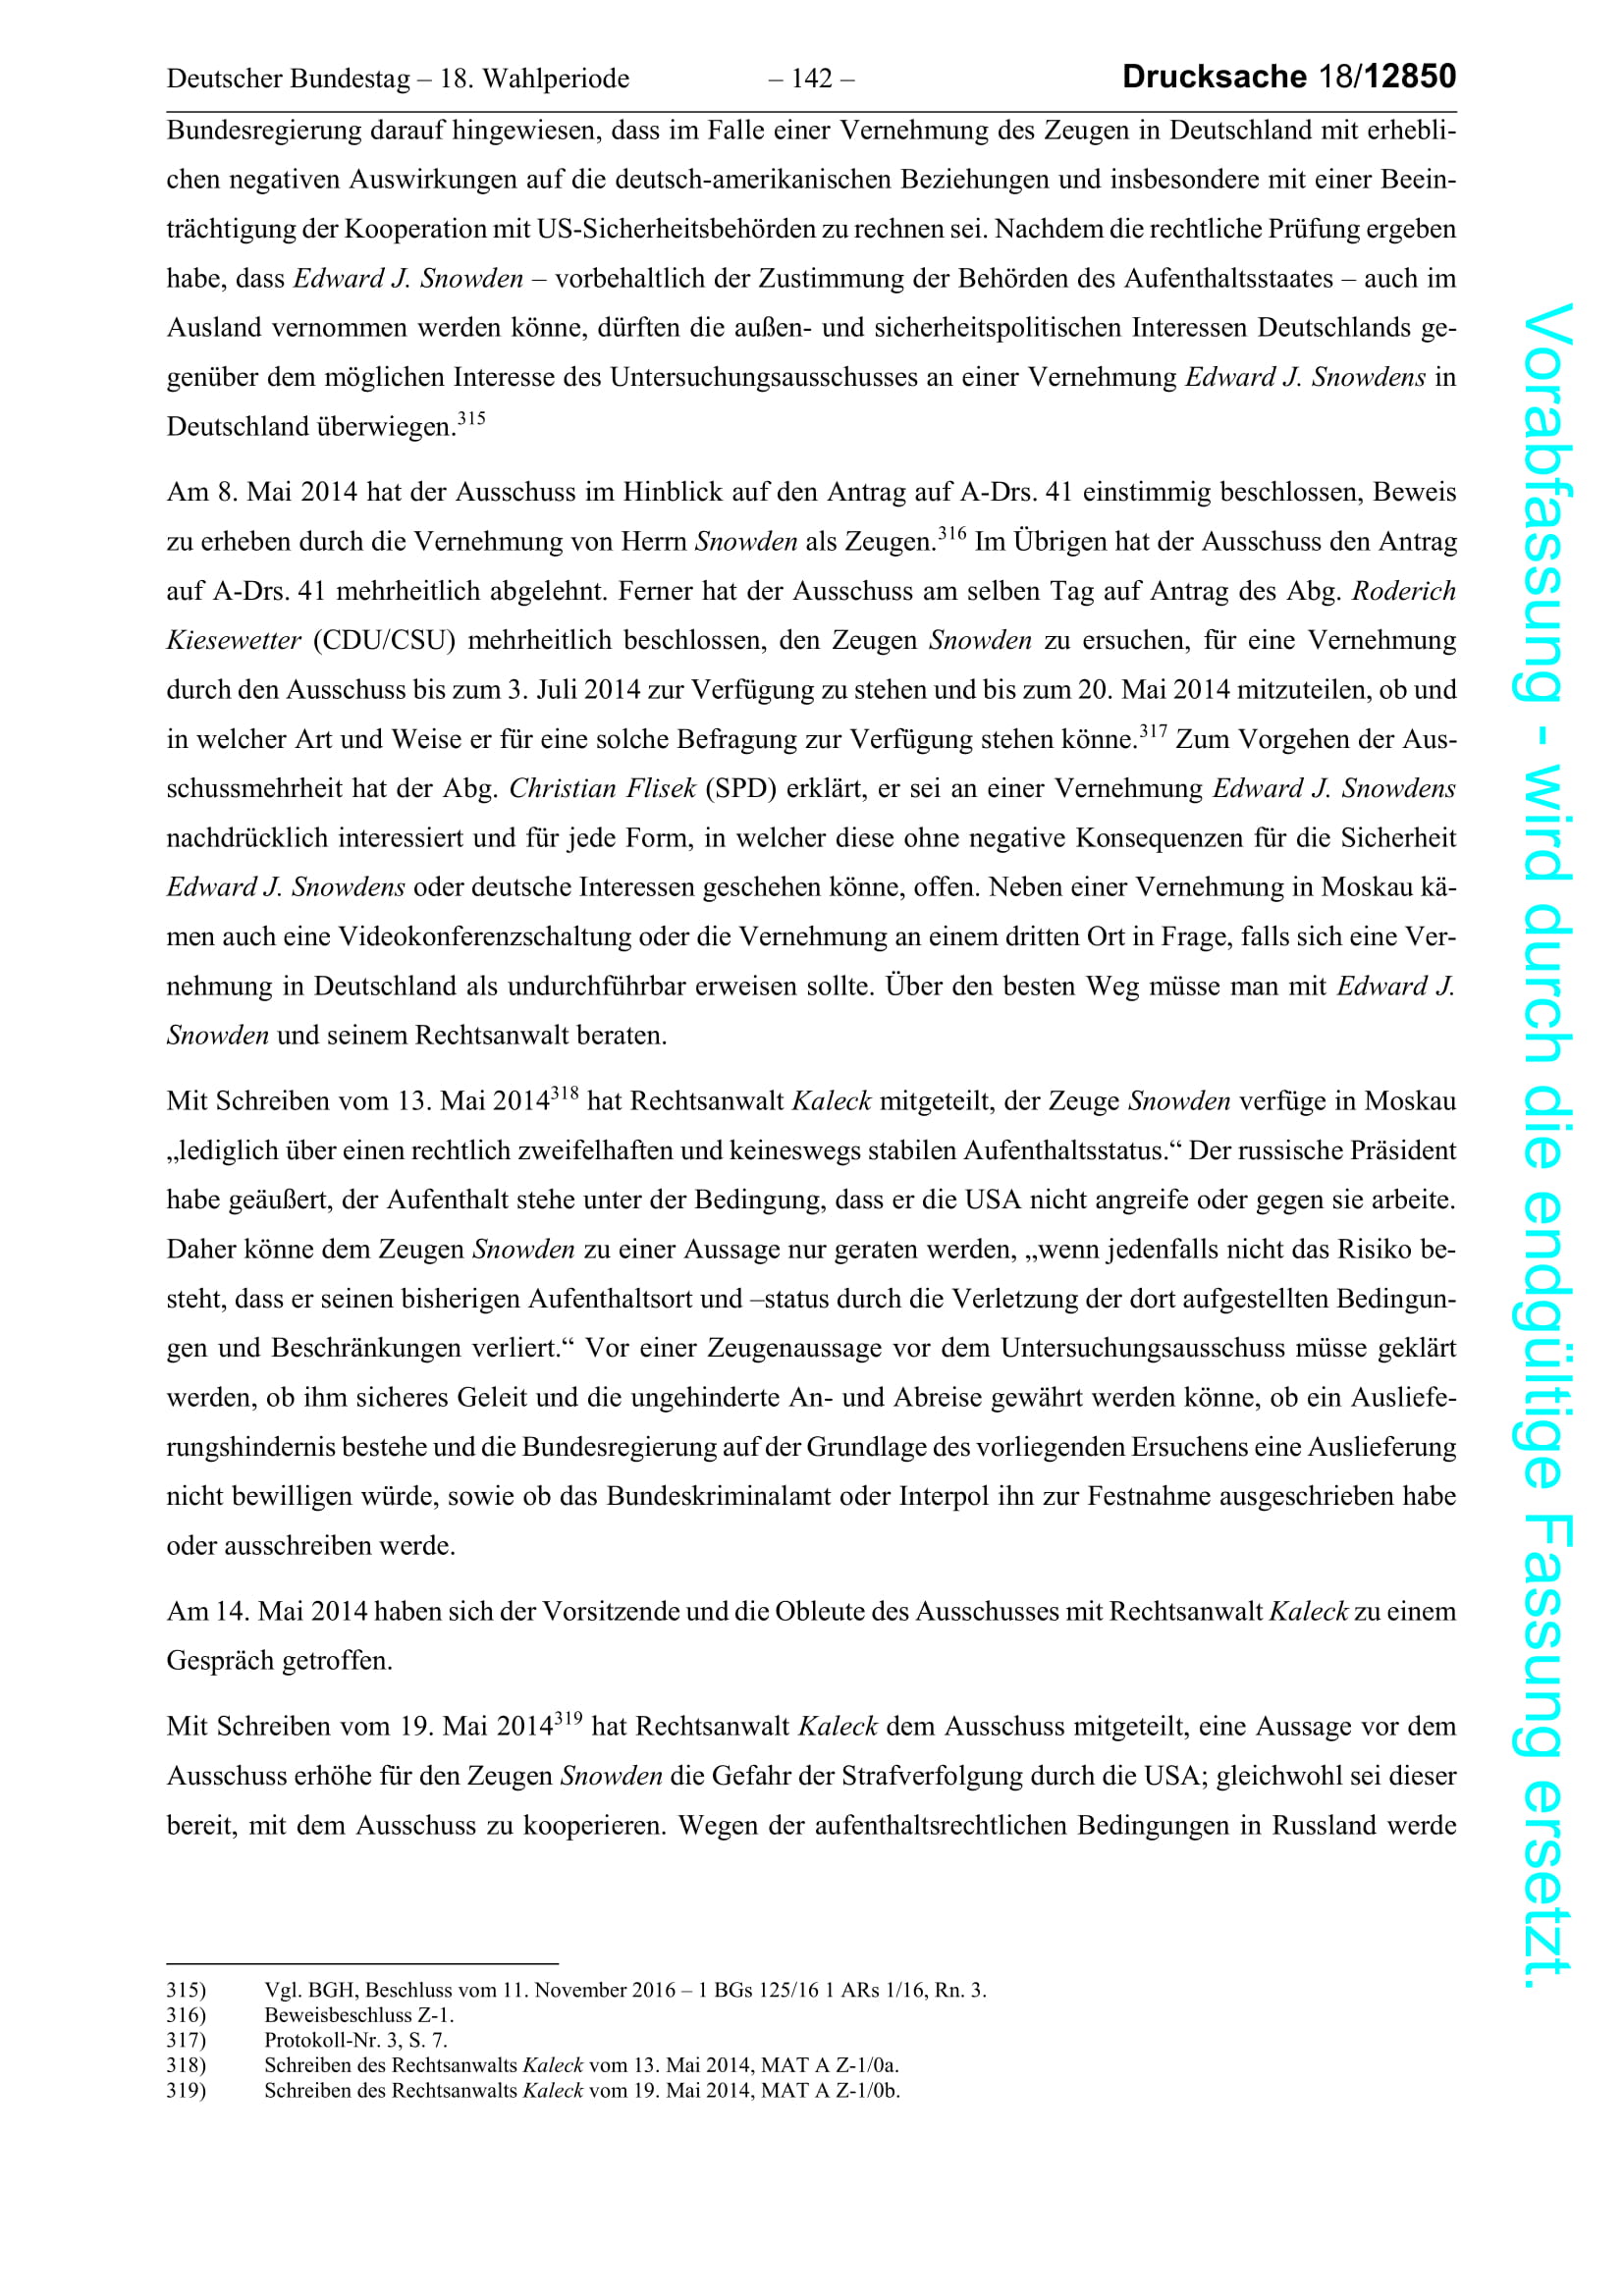 Deutscher Bundestag – 18. Wahlperiode – 142 – Drucksache 18/12850
Bundesregierung darauf hingewiesen, dass im Falle einer Vernehmung des Zeugen in Deutschland mit erhebli-
chen negativen Auswirkungen auf die deutsch-amerikanischen Beziehungen und insbesondere mit einer Beein-
trächtigung der Kooperation mit US-Sicherheitsbehörden zu rechnen sei. Nachdem die rechtliche Prüfung ergeben
habe, dass Edward J. Snowden – vorbehaltlich der Zustimmung der Behörden des Aufenthaltsstaates – auch im
Ausland vernommen werden könne, dürften die außen- und sicherheitspolitischen Interessen Deutschlands ge-
genüber dem möglichen Interesse des Untersuchungsausschusses an einer Vernehmung Edward J. Snowdens in
Deutschland überwiegen.315
Am 8. Mai 2014 hat der Ausschuss im Hinblick auf den Antrag auf A-Drs. 41 einstimmig beschlossen, Beweis
zu erheben durch die Vernehmung von Herrn Snowden als Zeugen.316 Im Übrigen hat der Ausschuss den Antrag
auf A-Drs. 41 mehrheitlich abgelehnt. Ferner hat der Ausschuss am selben Tag auf Antrag des Abg. Roderich
Kiesewetter (CDU/CSU) mehrheitlich beschlossen, den Zeugen Snowden zu ersuchen, für eine Vernehmung
durch den Ausschuss bis zum 3. Juli 2014 zur Verfügung zu stehen und bis zum 20. Mai 2014 mitzuteilen, ob und
in welcher Art und Weise er für eine solche Befragung zur Verfügung stehen könne.317 Zum Vorgehen der Aus-
schussmehrheit hat der Abg. Christian Flisek (SPD) erklärt, er sei an einer Vernehmung Edward J. Snowdens
nachdrücklich interessiert und für jede Form, in welcher diese ohne negative Konsequenzen für die Sicherheit
Edward J. Snowdens oder deutsche Interessen geschehen könne, offen. Neben einer Vernehmung in Moskau kä-
men auch eine Videokonferenzschaltung oder die Vernehmung an einem dritten Ort in Frage, falls sich eine Ver-
nehmung in Deutschland als undurchführbar erweisen sollte. Über den besten Weg müsse man mit Edward J.
Snowden und seinem Rechtsanwalt beraten.
Mit Schreiben vom 13. Mai 2014318 hat Rechtsanwalt Kaleck mitgeteilt, der Zeuge Snowden verfüge in Moskau
„lediglich über einen rechtlich zweifelhaften und keineswegs stabilen Aufenthaltsstatus.“ Der russische Präsident
habe geäußert, der Aufenthalt stehe unter der Bedingung, dass er die USA nicht angreife oder gegen sie arbeite.
Daher könne dem Zeugen Snowden zu einer Aussage nur geraten werden, „wenn jedenfalls nicht das Risiko be-
steht, dass er seinen bisherigen Aufenthaltsort und –status durch die Verletzung der dort aufgestellten Bedingun-
gen und Beschränkungen verliert.“ Vor einer Zeugenaussage vor dem Untersuchungsausschuss müsse geklärt
werden, ob ihm sicheres Geleit und die ungehinderte An- und Abreise gewährt werden könne, ob ein Ausliefe-
rungshindernis bestehe und die Bundesregierung auf der Grundlage des vorliegenden Ersuchens eine Auslieferung
nicht bewilligen würde, sowie ob das Bundeskriminalamt oder Interpol ihn zur Festnahme ausgeschrieben habe
oder ausschreiben werde.
Am 14. Mai 2014 haben sich der Vorsitzende und die Obleute des Ausschusses mit Rechtsanwalt Kaleck zu einem
Gespräch getroffen.
Mit Schreiben vom 19. Mai 2014319 hat Rechtsanwalt Kaleck dem Ausschuss mitgeteilt, eine Aussage vor dem
Ausschuss erhöhe für den Zeugen Snowden die Gefahr der Strafverfolgung durch die USA; gleichwohl sei dieser
bereit, mit dem Ausschuss zu kooperieren. Wegen der aufenthaltsrechtlichen Bedingungen in Russland werde
315) Vgl. BGH, Beschluss vom 11. November 2016 – 1 BGs 125/16 1 ARs 1/16, Rn. 3.
316) Beweisbeschluss Z-1.
317) Protokoll-Nr. 3, S. 7.
318) Schreiben des Rechtsanwalts Kaleck vom 13. Mai 2014, MAT A Z-1/0a.
319) Schreiben des Rechtsanwalts Kaleck vom 19. Mai 2014, MAT A Z-1/0b.
Vorabfassung - wird durch die endgültige Fassung ersetzt.